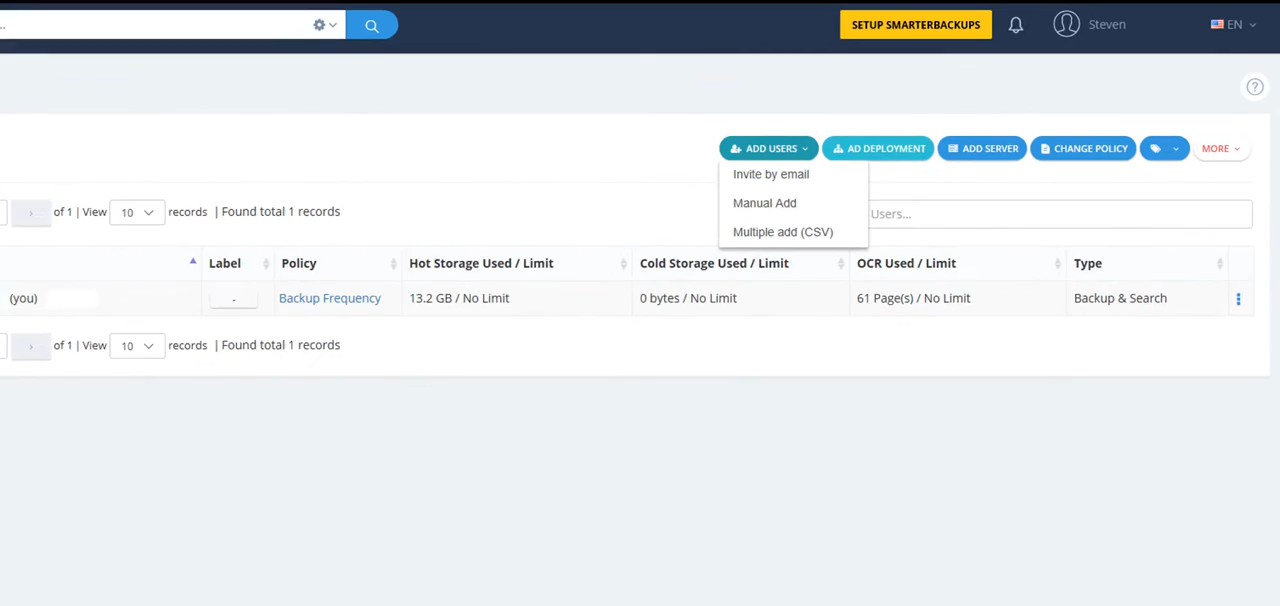 ..
SETUP SMARTERBACKUPS
Steven
EN
?
ADD USERS
AD DEPLOYMENT
ADD SERVER
CHANGE POLICY
MORE
Invite by email
Manual Add
Multiple add (CSV)
› of 1 | View 10 records | Found total 1 records
Users...
Label Policy Hot Storage Used / Limit Cold Storage Used / Limit OCR Used / Limit Type
(you) - Backup Frequency 13.2 GB / No Limit 0 bytes / No Limit 61 Page(s) / No Limit Backup & Search
› of 1 | View 10 records | Found total 1 records